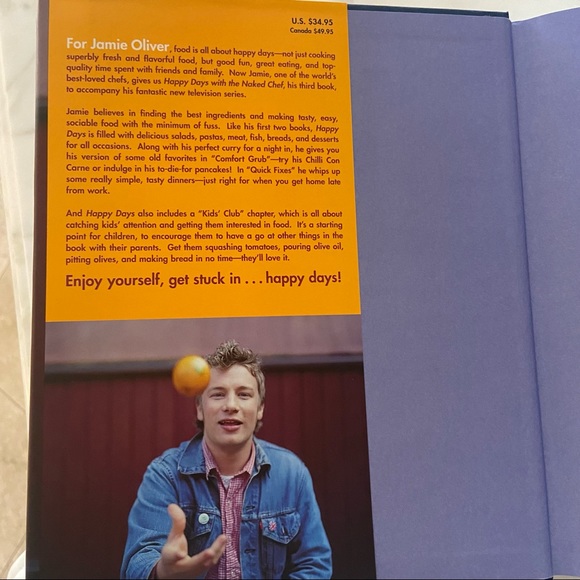 U.S. $34.95
Canada $49.95
For Jamie Oliver, food is all about happy days—not just cooking
superbly fresh and flavorful food, but good fun, great eating, and top-
quality time spent with friends and family. Now Jamie, one of the world's
best-loved chefs, gives us Happy Days with the Naked Chef, his third book,
to accompany his fantastic new television series.
Jamie believes in finding the best ingredients and making tasty, easy,
sociable food with the minimum of fuss. Like his first two books, Happy
Days is filled with delicious salads, pastas, meat, fish, breads, and desserts
for all occasions. Along with his perfect curry for a night in, he gives you
his version of some old favorites in "Comfort Grub"—try his Chilli Con
Carne or indulge in his to-die-for pancakes! In "Quick Fixes" he whips up
some really simple, tasty dinners—just right for when you get home late
from work.
And Happy Days also includes a "Kids' Club" chapter, which is all about
catching kids' attention and getting them interested in food. It's a starting
point for children, to encourage them to have a go at other things in the
book with their parents. Get them squashing tomatoes, pouring olive oil,
pitting olives, and making bread in no time—they'll love it.
Enjoy yourself, get stuck in . . . happy days!